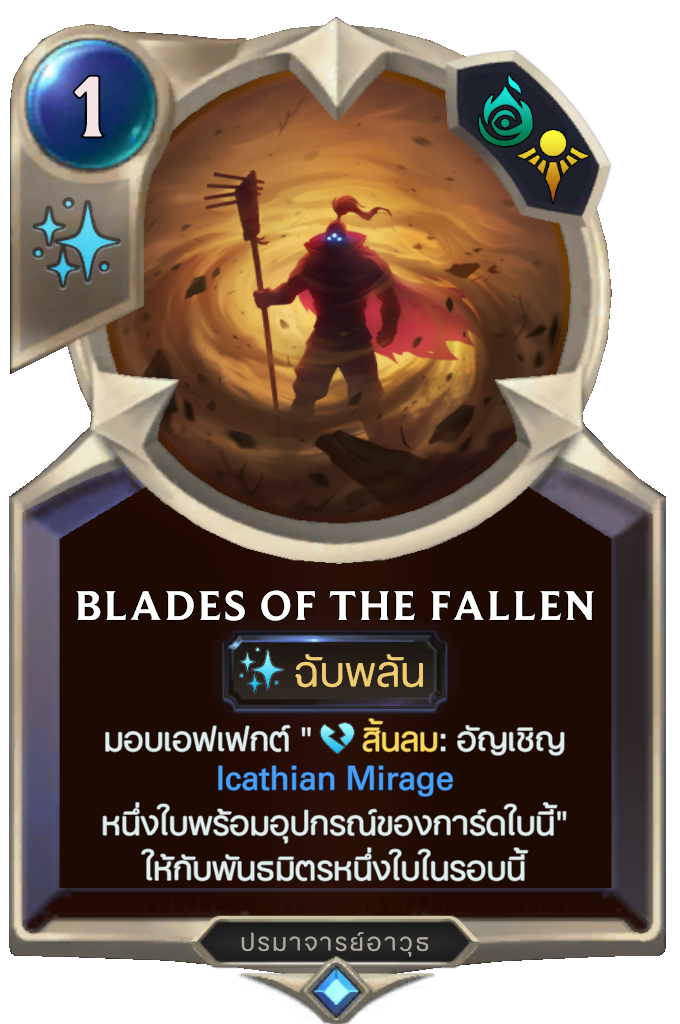 1
BLADES OF THE FALLEN
ฉับพลัน
มอบเอฟเฟกต์ " สิ้นลม: อัญเชิญ
Icathian Mirage
หนึ่งใบพร้อมอุปกรณ์ของการ์ดใบนี้"
ให้กับพันธมิตรหนึ่งใบในรอบนี้
ปรมาจารย์อาวุธ